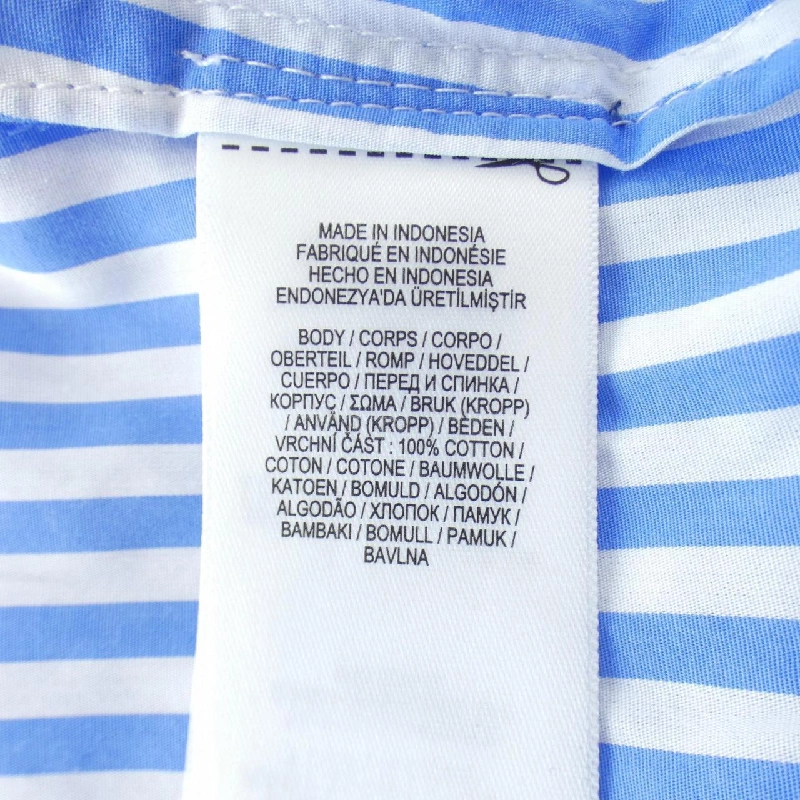 MADE IN INDONESIA
FABRIQUÉ EN INDONÉSIE
HECHO EN INDONESIA
ENDONEZYA'DA ÜRETİLMİŞTİR
BODY / CORPS / CORPO /
OBERTEIL / ROMP / HOVEDDEL /
CUERPO / ПЕРЕД И СПИНКА /
КОРПУС / ΣΩΜΑ / BRUK (KROPP)
/ ANVÄND (KROPP) / BEDEN /
VRCHNÍ ČÁST : 100% COTTON /
COTON / COTONE / BAUMWOLLE /
KATOEN / BOMULD / ALGODÓN /
ALGODÃO / ХЛОПОК / ПАМУК /
BAMBAKI / BOMULL / PAMUK /
BAVLNA